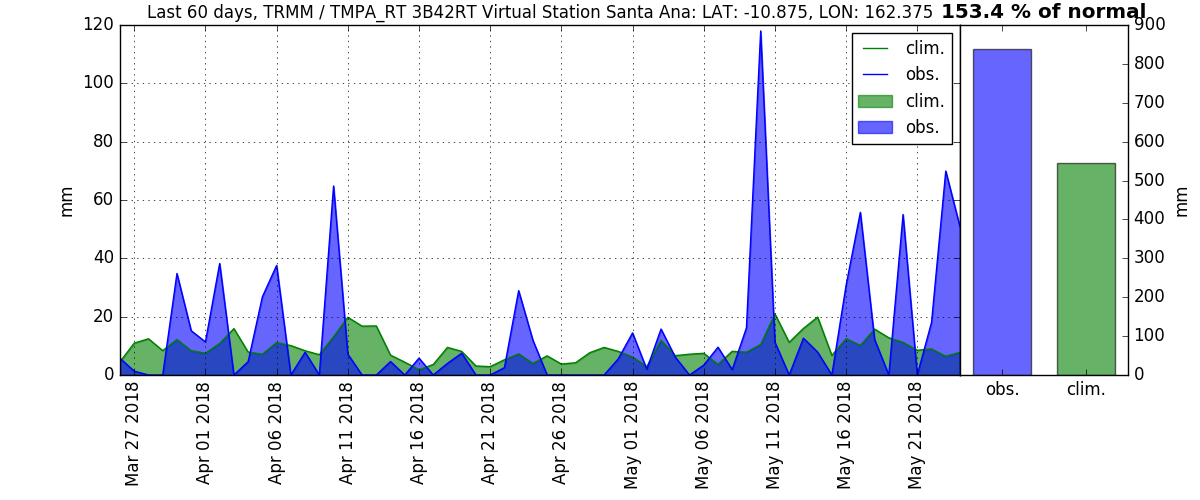 Last 60 days, TRMM / TMPA_RT 3B42RT Virtual Station Santa Ana: LAT: -10.875, LON: 162.375 153.4 % of normal
120
100
80
60
40
20
0
mm
clim.
obs.
clim.
obs.
900
800
700
600
500
400
300
200
100
0
mm
Mar 27 2018
Apr 01 2018
Apr 06 2018
Apr 11 2018
Apr 16 2018
Apr 21 2018
Apr 26 2018
May 01 2018
May 06 2018
May 11 2018
May 16 2018
May 21 2018
obs.
clim.